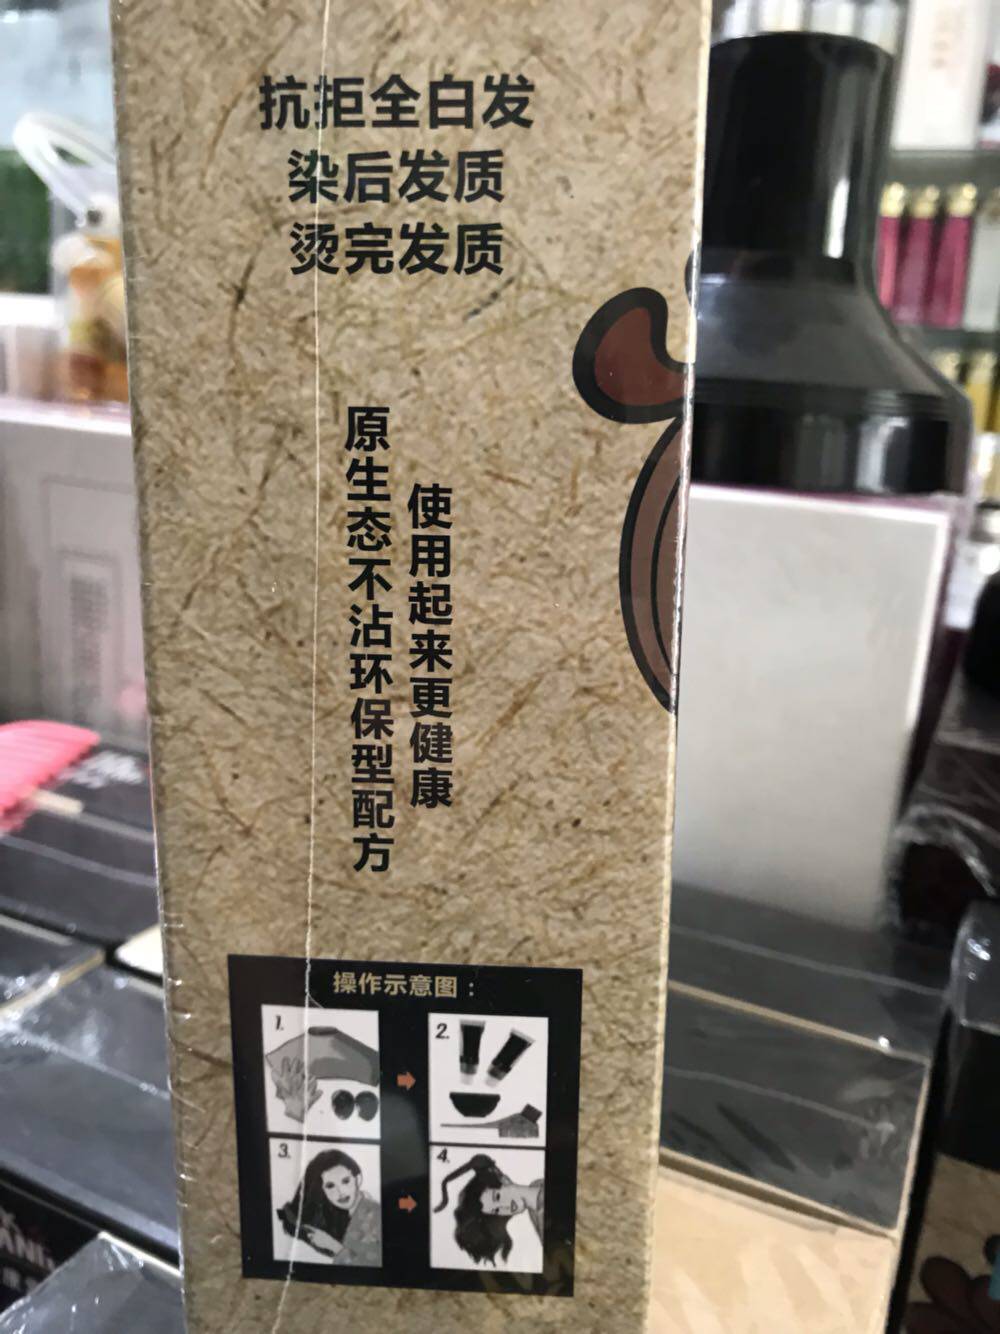 抗拒全白发
染后发质
烫完发质
使用起来更健康
原生态不沾环保型配方
操作示意图：
1.
2.
3.
4.